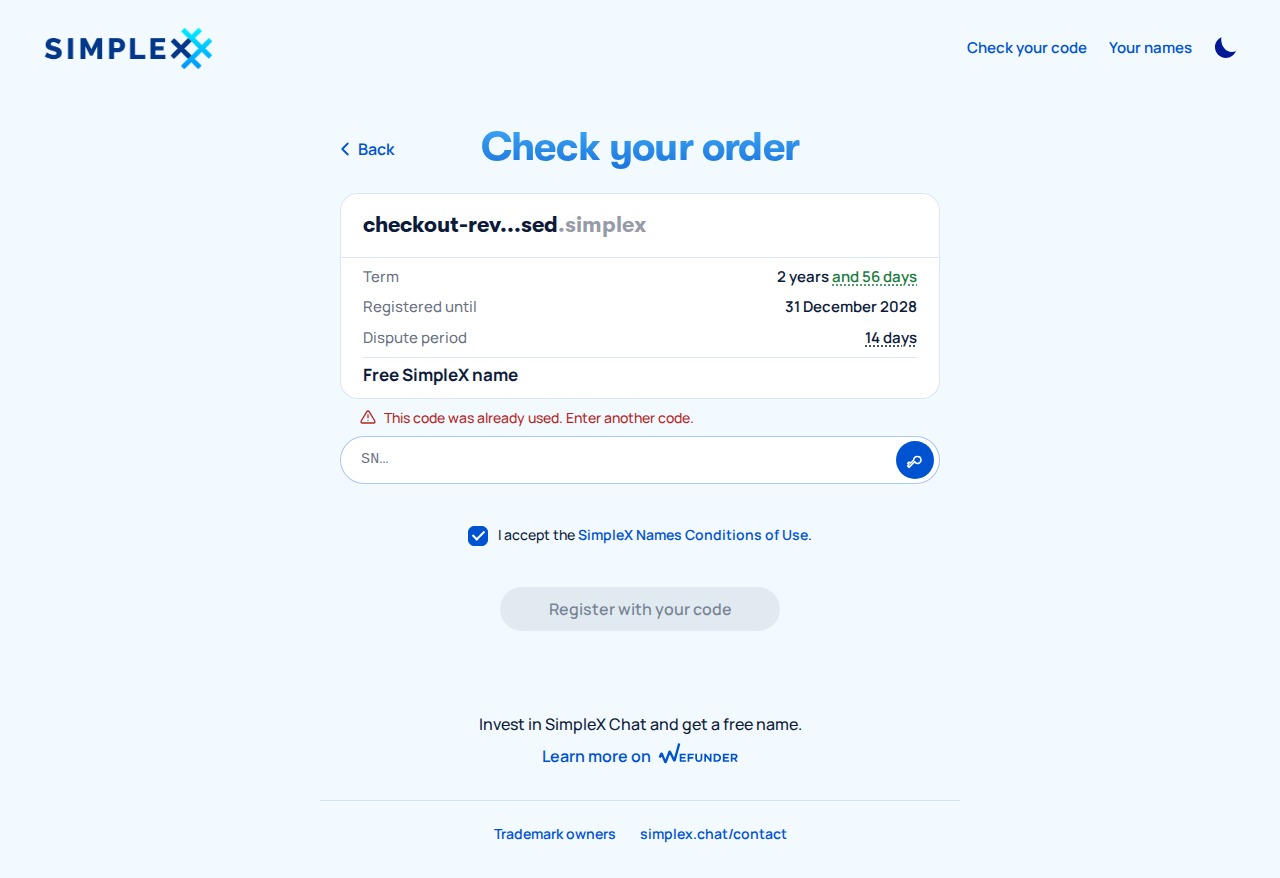 SIMPLEX
Check your code
Your names
Back
Check your order
checkout-rev...sed.simplex
Term
2 years and 56 days
Registered until
31 December 2028
Dispute period
14 days
Free SimpleX name
This code was already used. Enter another code.
SN…
I accept the SimpleX Names Conditions of Use.
Register with your code
Invest in SimpleX Chat and get a free name.
Learn more on WEFUNDER
Trademark owners
simplex.chat/contact